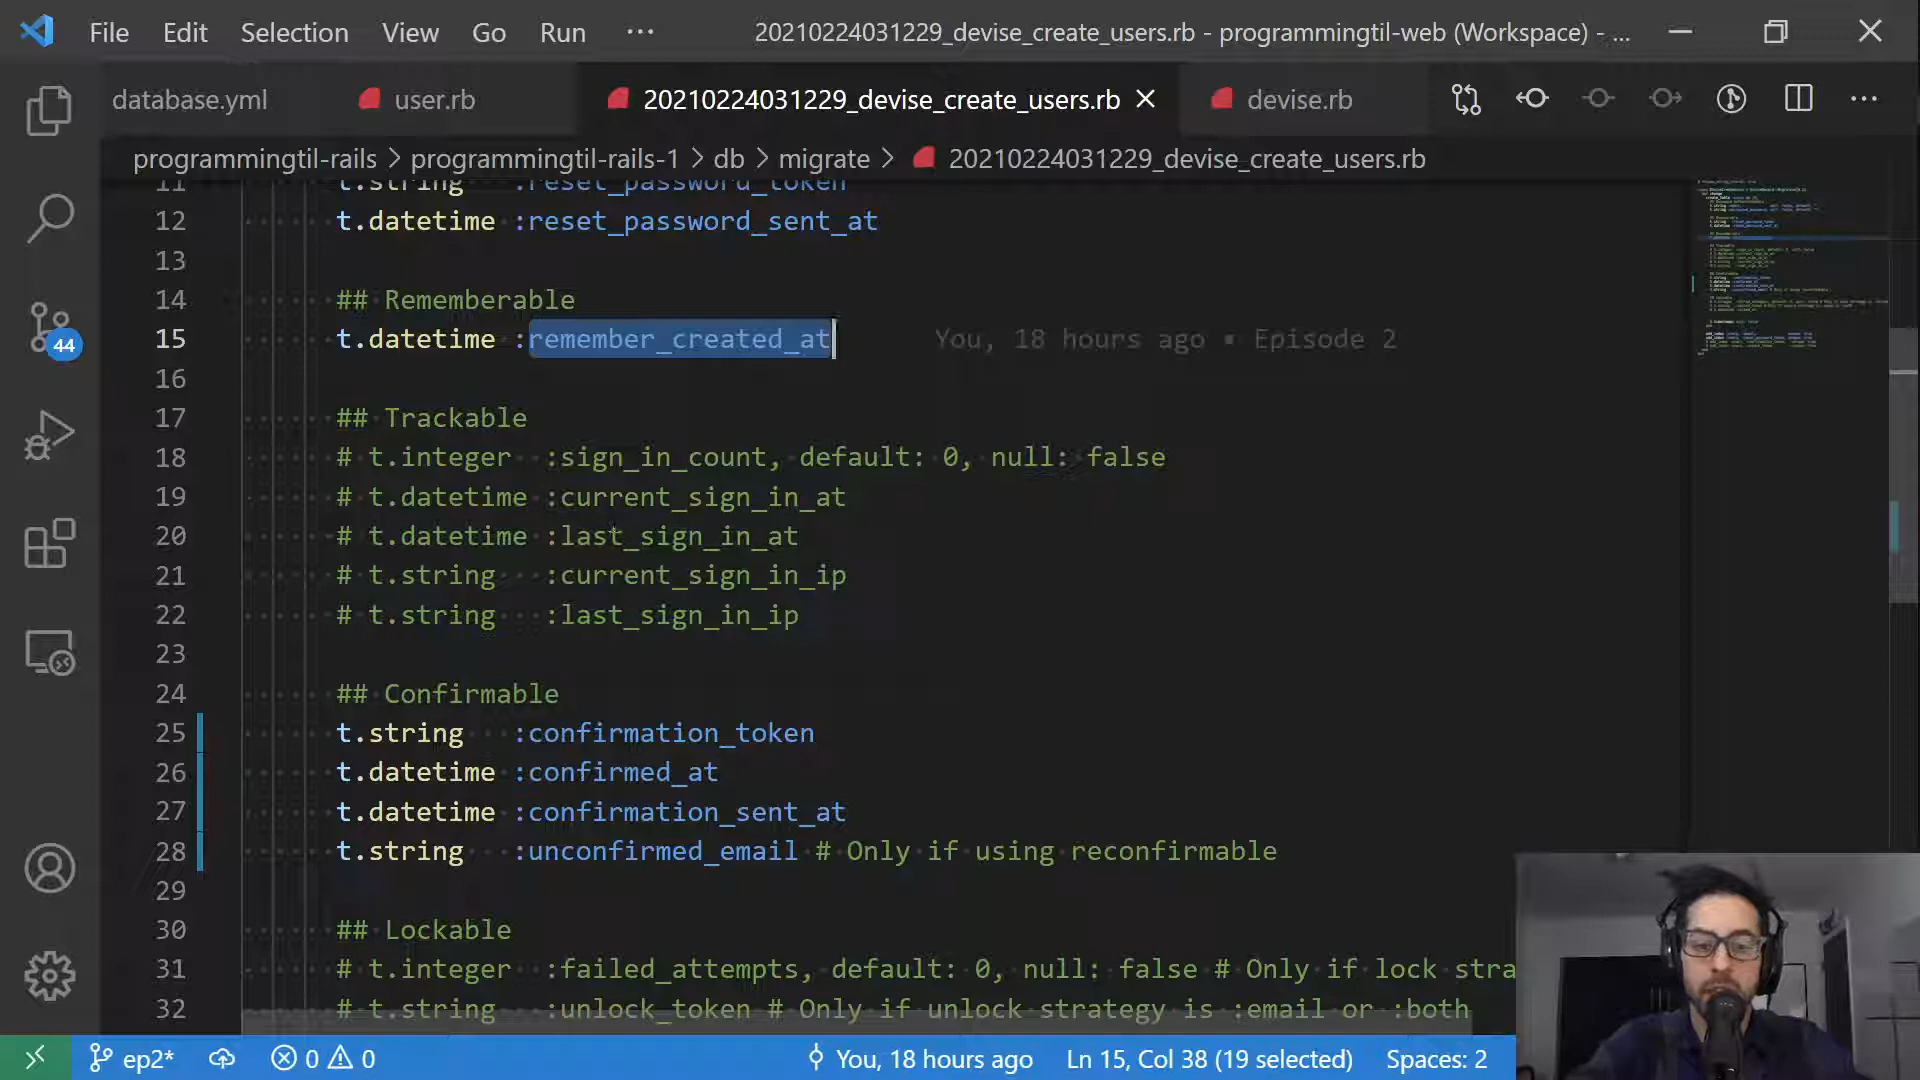 File Edit Selection View Go Run ··· 20210224031229_devise_create_users.rb - programmingtil-web (Workspace) - ...
database.yml user.rb 20210224031229_devise_create_users.rb devise.rb
programmingtil-rails > programmingtil-rails-1 > db > migrate > 20210224031229_devise_create_users.rb
11 t.string :reset_password_token
12 t.datetime :reset_password_sent_at
13
14 ## Rememberable
15 t.datetime :remember_created_at You, 18 hours ago • Episode 2
16
17 ## Trackable
18 # t.integer :sign_in_count, default: 0, null: false
19 # t.datetime :current_sign_in_at
20 # t.datetime :last_sign_in_at
21 # t.string :current_sign_in_ip
22 # t.string :last_sign_in_ip
23
24 ## Confirmable
25 t.string :confirmation_token
26 t.datetime :confirmed_at
27 t.datetime :confirmation_sent_at
28 t.string :unconfirmed_email # Only if using reconfirmable
29
30 ## Lockable
31 # t.integer :failed_attempts, default: 0, null: false # Only if lock stra
32 # t.string :unlock_token # Only if unlock strategy is :email or :both
44
ep2* 0 0 You, 18 hours ago Ln 15, Col 38 (19 selected) Spaces: 2